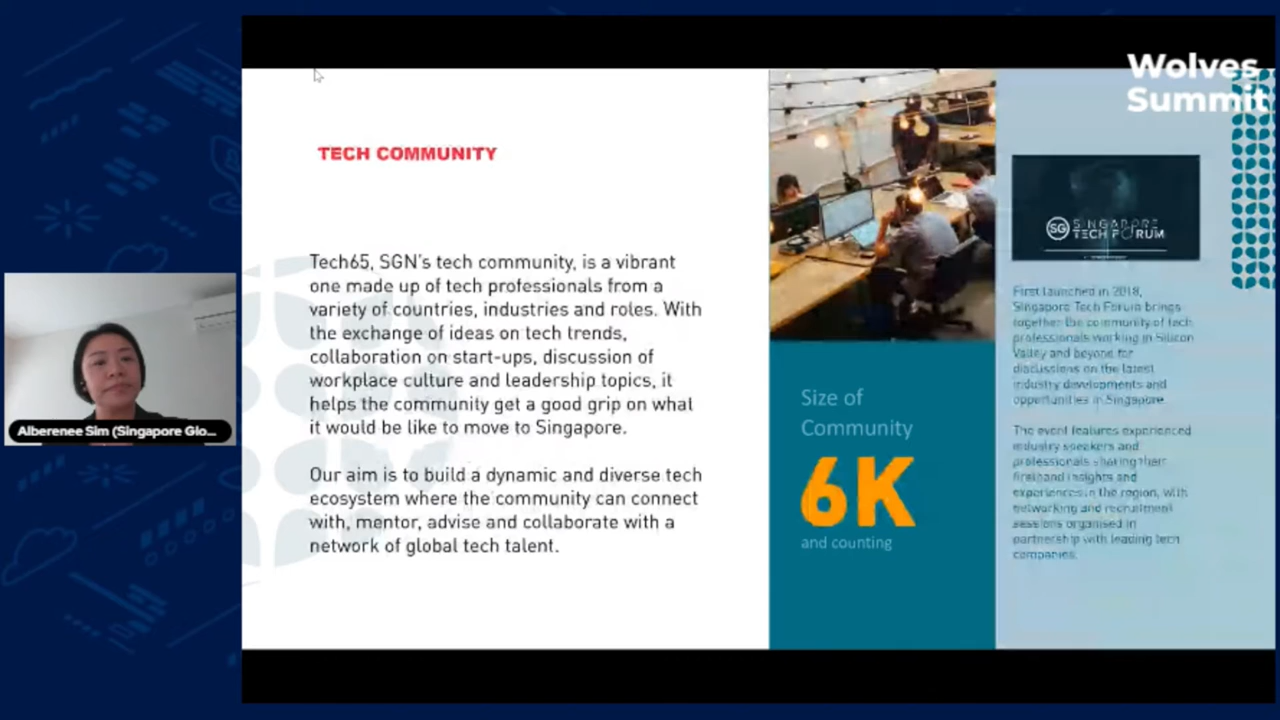 Wolves
Summit
TECH COMMUNITY
Tech65, SGN's tech community, is a vibrant
one made up of tech professionals from a
variety of countries, industries and roles. With
the exchange of ideas on tech trends,
collaboration on start-ups, discussion of
workplace culture and leadership topics, it
helps the community get a good grip on what
it would be like to move to Singapore.
Our aim is to build a dynamic and diverse tech
ecosystem where the community can connect
with, mentor, advise and collaborate with a
network of global tech talent.
Size of
Community
6K
and counting
SG SINGAPORE
TECH FORUM
First launched in 2018,
Singapore Tech Forum brings
together the community of tech
professionals working in Silicon
Valley and beyond for
discussions on the latest
industry developments and
opportunities in Singapore.
The event features experienced
industry speakers and
professionals sharing their
firsthand insights and
experiences in the region, with
networking and recruitment
sessions organised in
partnership with leading tech
companies.
Alberenee Sim (Singapore Glo...